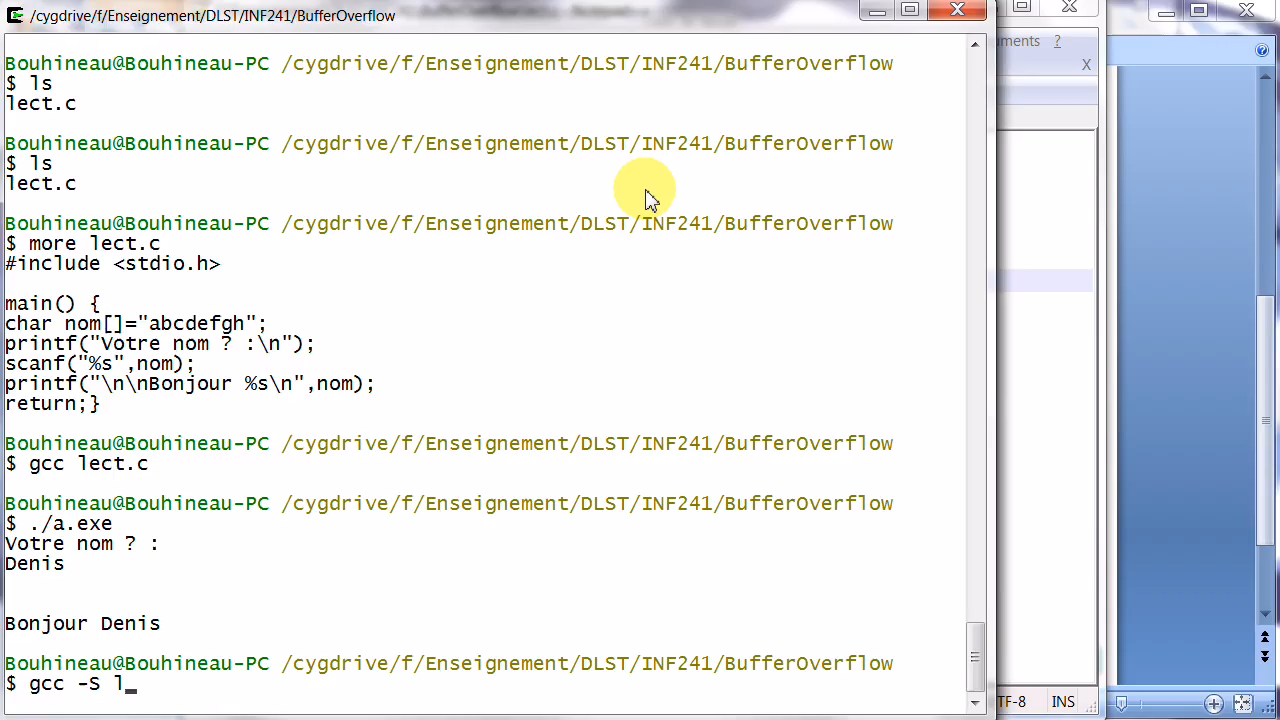 /cygdrive/f/Enseignement/DLST/INF241/BufferOverflow
Bouhineau@Bouhineau-PC /cygdrive/f/Enseignement/DLST/INF241/BufferOverflow
$ ls
lect.c
Bouhineau@Bouhineau-PC /cygdrive/f/Enseignement/DLST/INF241/BufferOverflow
$ ls
lect.c
Bouhineau@Bouhineau-PC /cygdrive/f/Enseignement/DLST/INF241/BufferOverflow
$ more lect.c
#include <stdio.h>
main() {
char nom[]="abcdefgh";
printf("Votre nom ? :\n");
scanf("%s",nom);
printf("\n\nBonjour %s\n",nom);
return;}
Bouhineau@Bouhineau-PC /cygdrive/f/Enseignement/DLST/INF241/BufferOverflow
$ gcc lect.c
Bouhineau@Bouhineau-PC /cygdrive/f/Enseignement/DLST/INF241/BufferOverflow
$ ./a.exe
Votre nom ? :
Denis
Bonjour Denis
Bouhineau@Bouhineau-PC /cygdrive/f/Enseignement/DLST/INF241/BufferOverflow
$ gcc -S l
uments ?
X
TF-8 INS